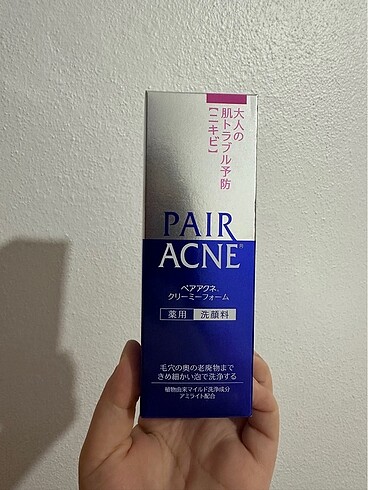 大人の
肌トラブル予防
【ニキビ】
PAIR
ACNE®
ペアアクネ®
クリーミーフォーム
薬用 洗顔料
毛穴の奥の老廃物まで
きめ細かい泡で洗浄する
植物由来マイルド洗浄成分
アミライト配合